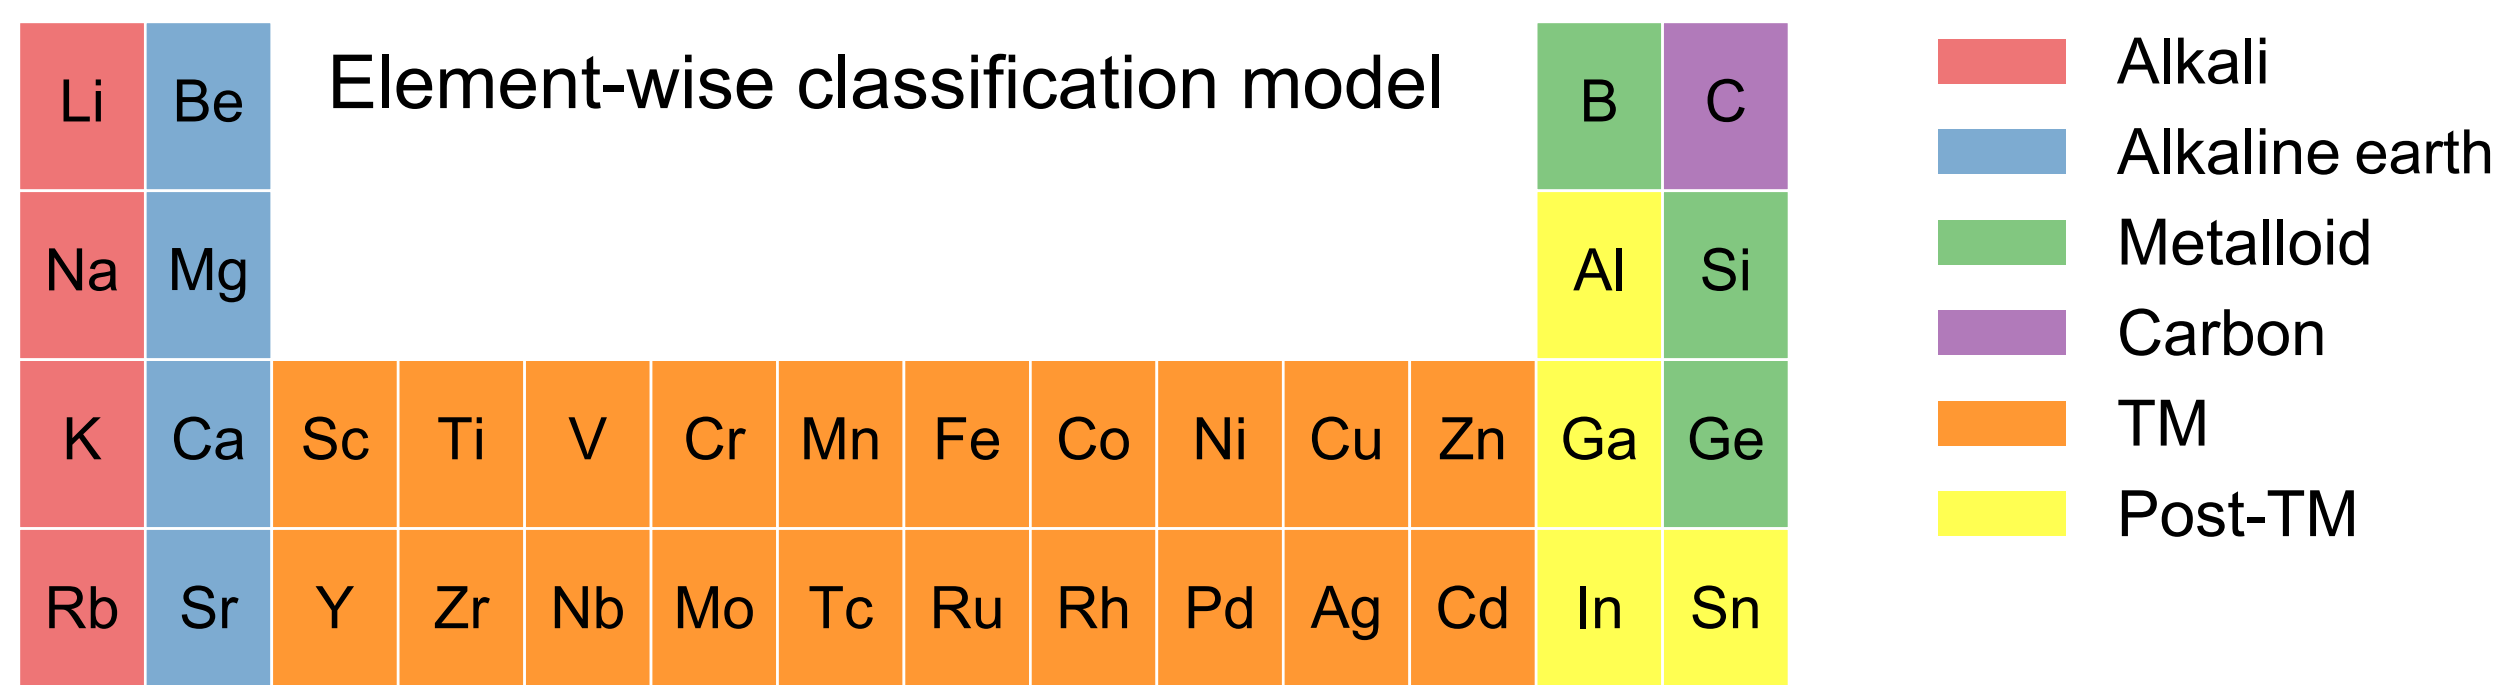 Element-wise classification model
Li Be B C
Na Mg Al Si
K Ca Sc Ti V Cr Mn Fe Co Ni Cu Zn Ga Ge
Rb Sr Y Zr Nb Mo Tc Ru Rh Pd Ag Cd In Sn
Alkali
Alkaline earth
Metalloid
Carbon
TM
Post-TM